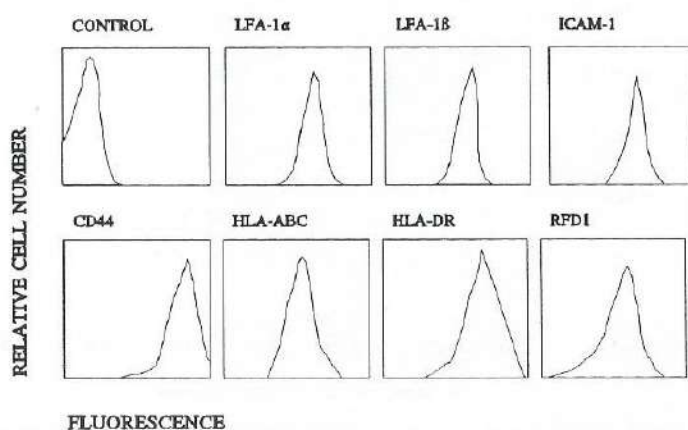 CONTROL LFA-1α LFA-1ß ICAM-1
CD44 HLA-ABC HLA-DR RFD1
RELATIVE CELL NUMBER
FLUORESCENCE